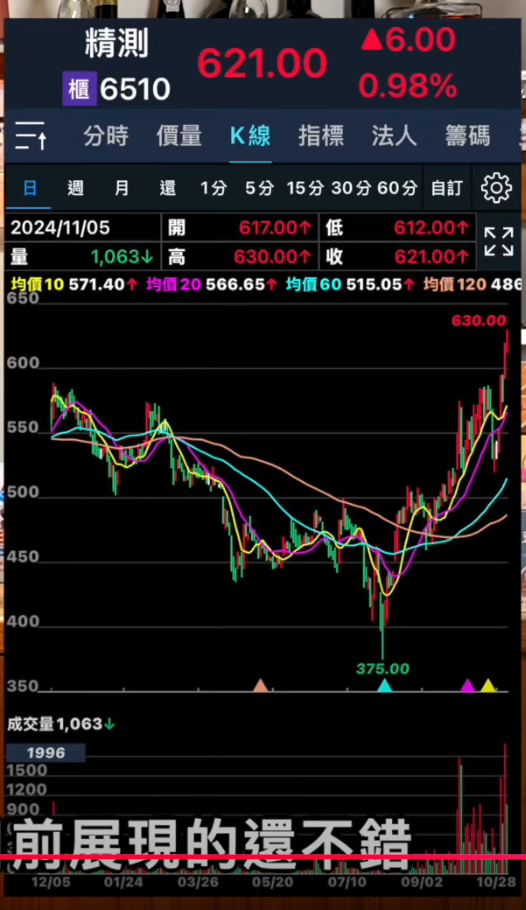 精測 621.00 ▲6.00
櫃 6510 0.98%
分時 價量 K線 指標 法人 籌碼
日 週 月 還 1分 5分 15分 30分 60分 自訂
2024/11/05 開 617.00↑ 低 612.00↑
量 1,063↓ 高 630.00↑ 收 621.00↑
均價10 571.40↑ 均價20 566.65↑ 均價60 515.05↑ 均價120 486
650
630.00
600
550
500
450
400
375.00
350
成交量1,063↓
1996
1500
1200
900
前展現的還不錯
12/05 01/24 03/26 05/20 07/10 09/02 10/28